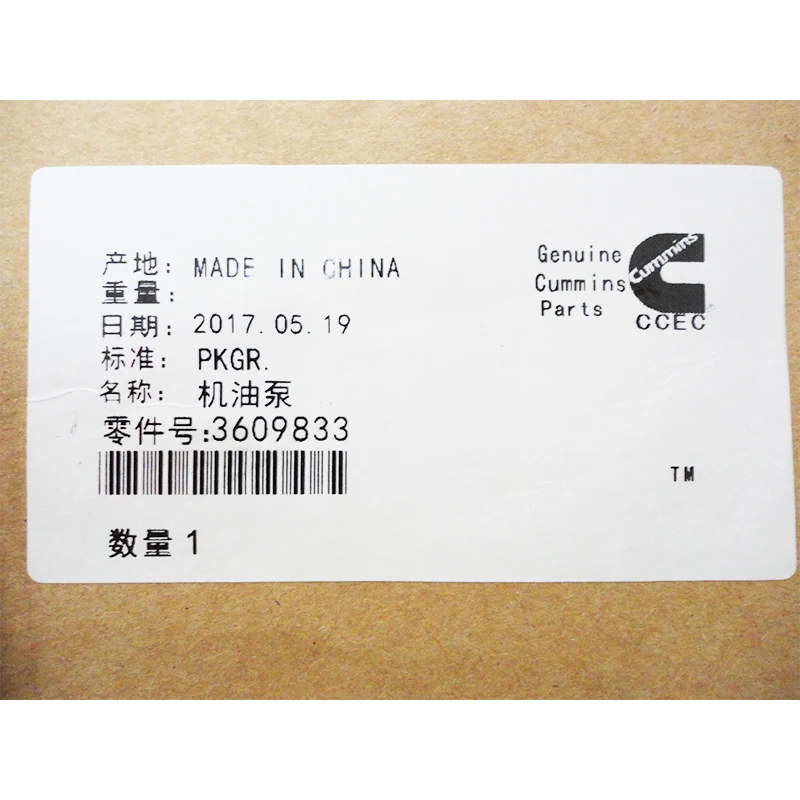 产地: MADE IN CHINA
重量:
日期: 2017.05.19
标准: PKGR.
名称: 机油泵
零件号:3609833
数量 1
Genuine
Cummins
Parts
Cummins
CCEC
TM